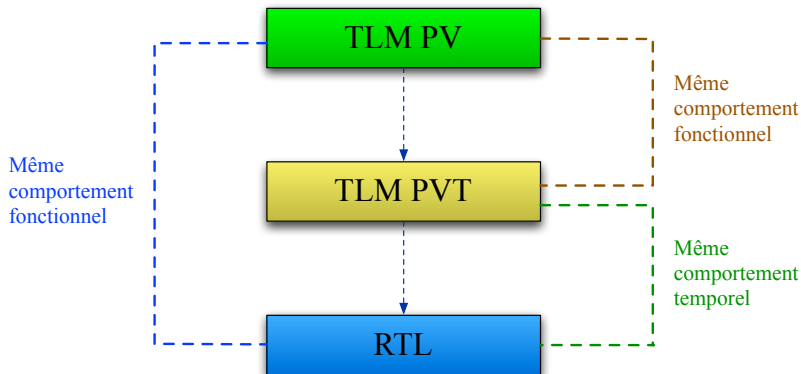 TLM PV
Même
comportement
fonctionnel
Même
comportement
fonctionnel
TLM PVT
Même
comportement
temporel
RTL